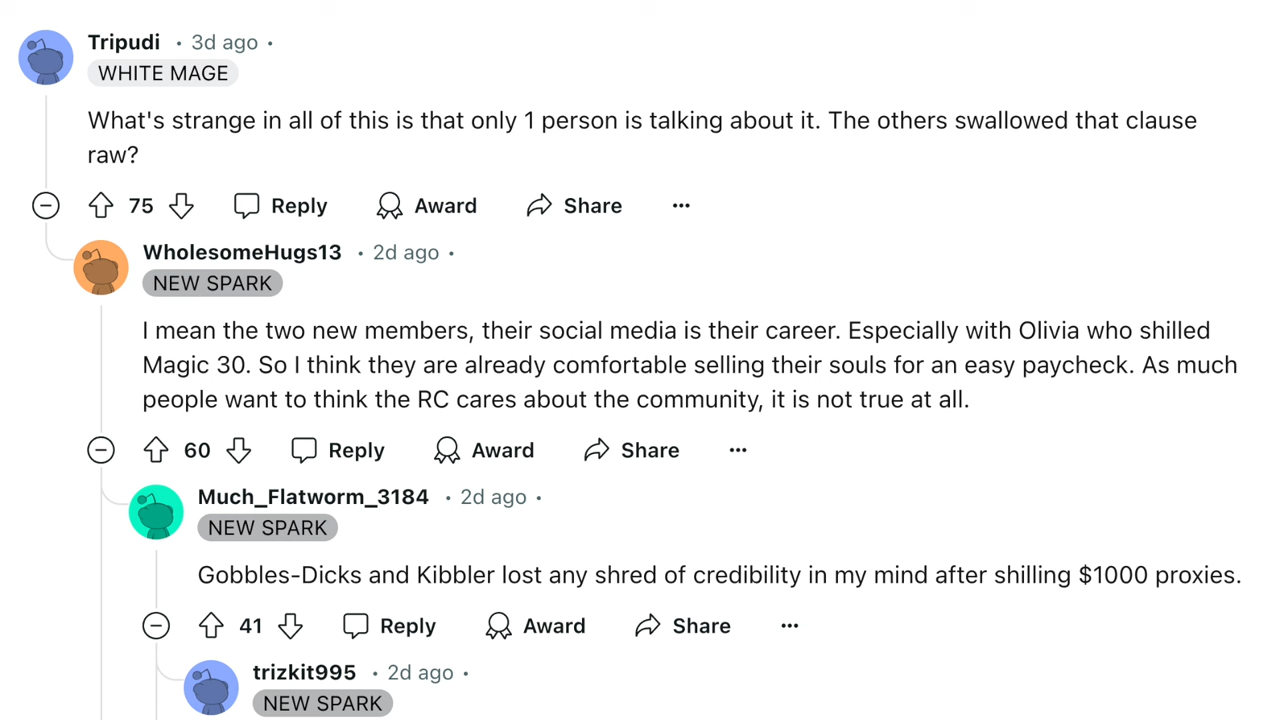 Tripudi • 3d ago •
WHITE MAGE
What's strange in all of this is that only 1 person is talking about it. The others swallowed that clause
raw?
75 Reply Award Share ...
WholesomeHugs13 • 2d ago •
NEW SPARK
I mean the two new members, their social media is their career. Especially with Olivia who shilled
Magic 30. So I think they are already comfortable selling their souls for an easy paycheck. As much
people want to think the RC cares about the community, it is not true at all.
60 Reply Award Share ...
Much_Flatworm_3184 • 2d ago •
NEW SPARK
Gobbles-Dicks and Kibbler lost any shred of credibility in my mind after shilling $1000 proxies.
41 Reply Award Share ...
trizkit995 • 2d ago •
NEW SPARK